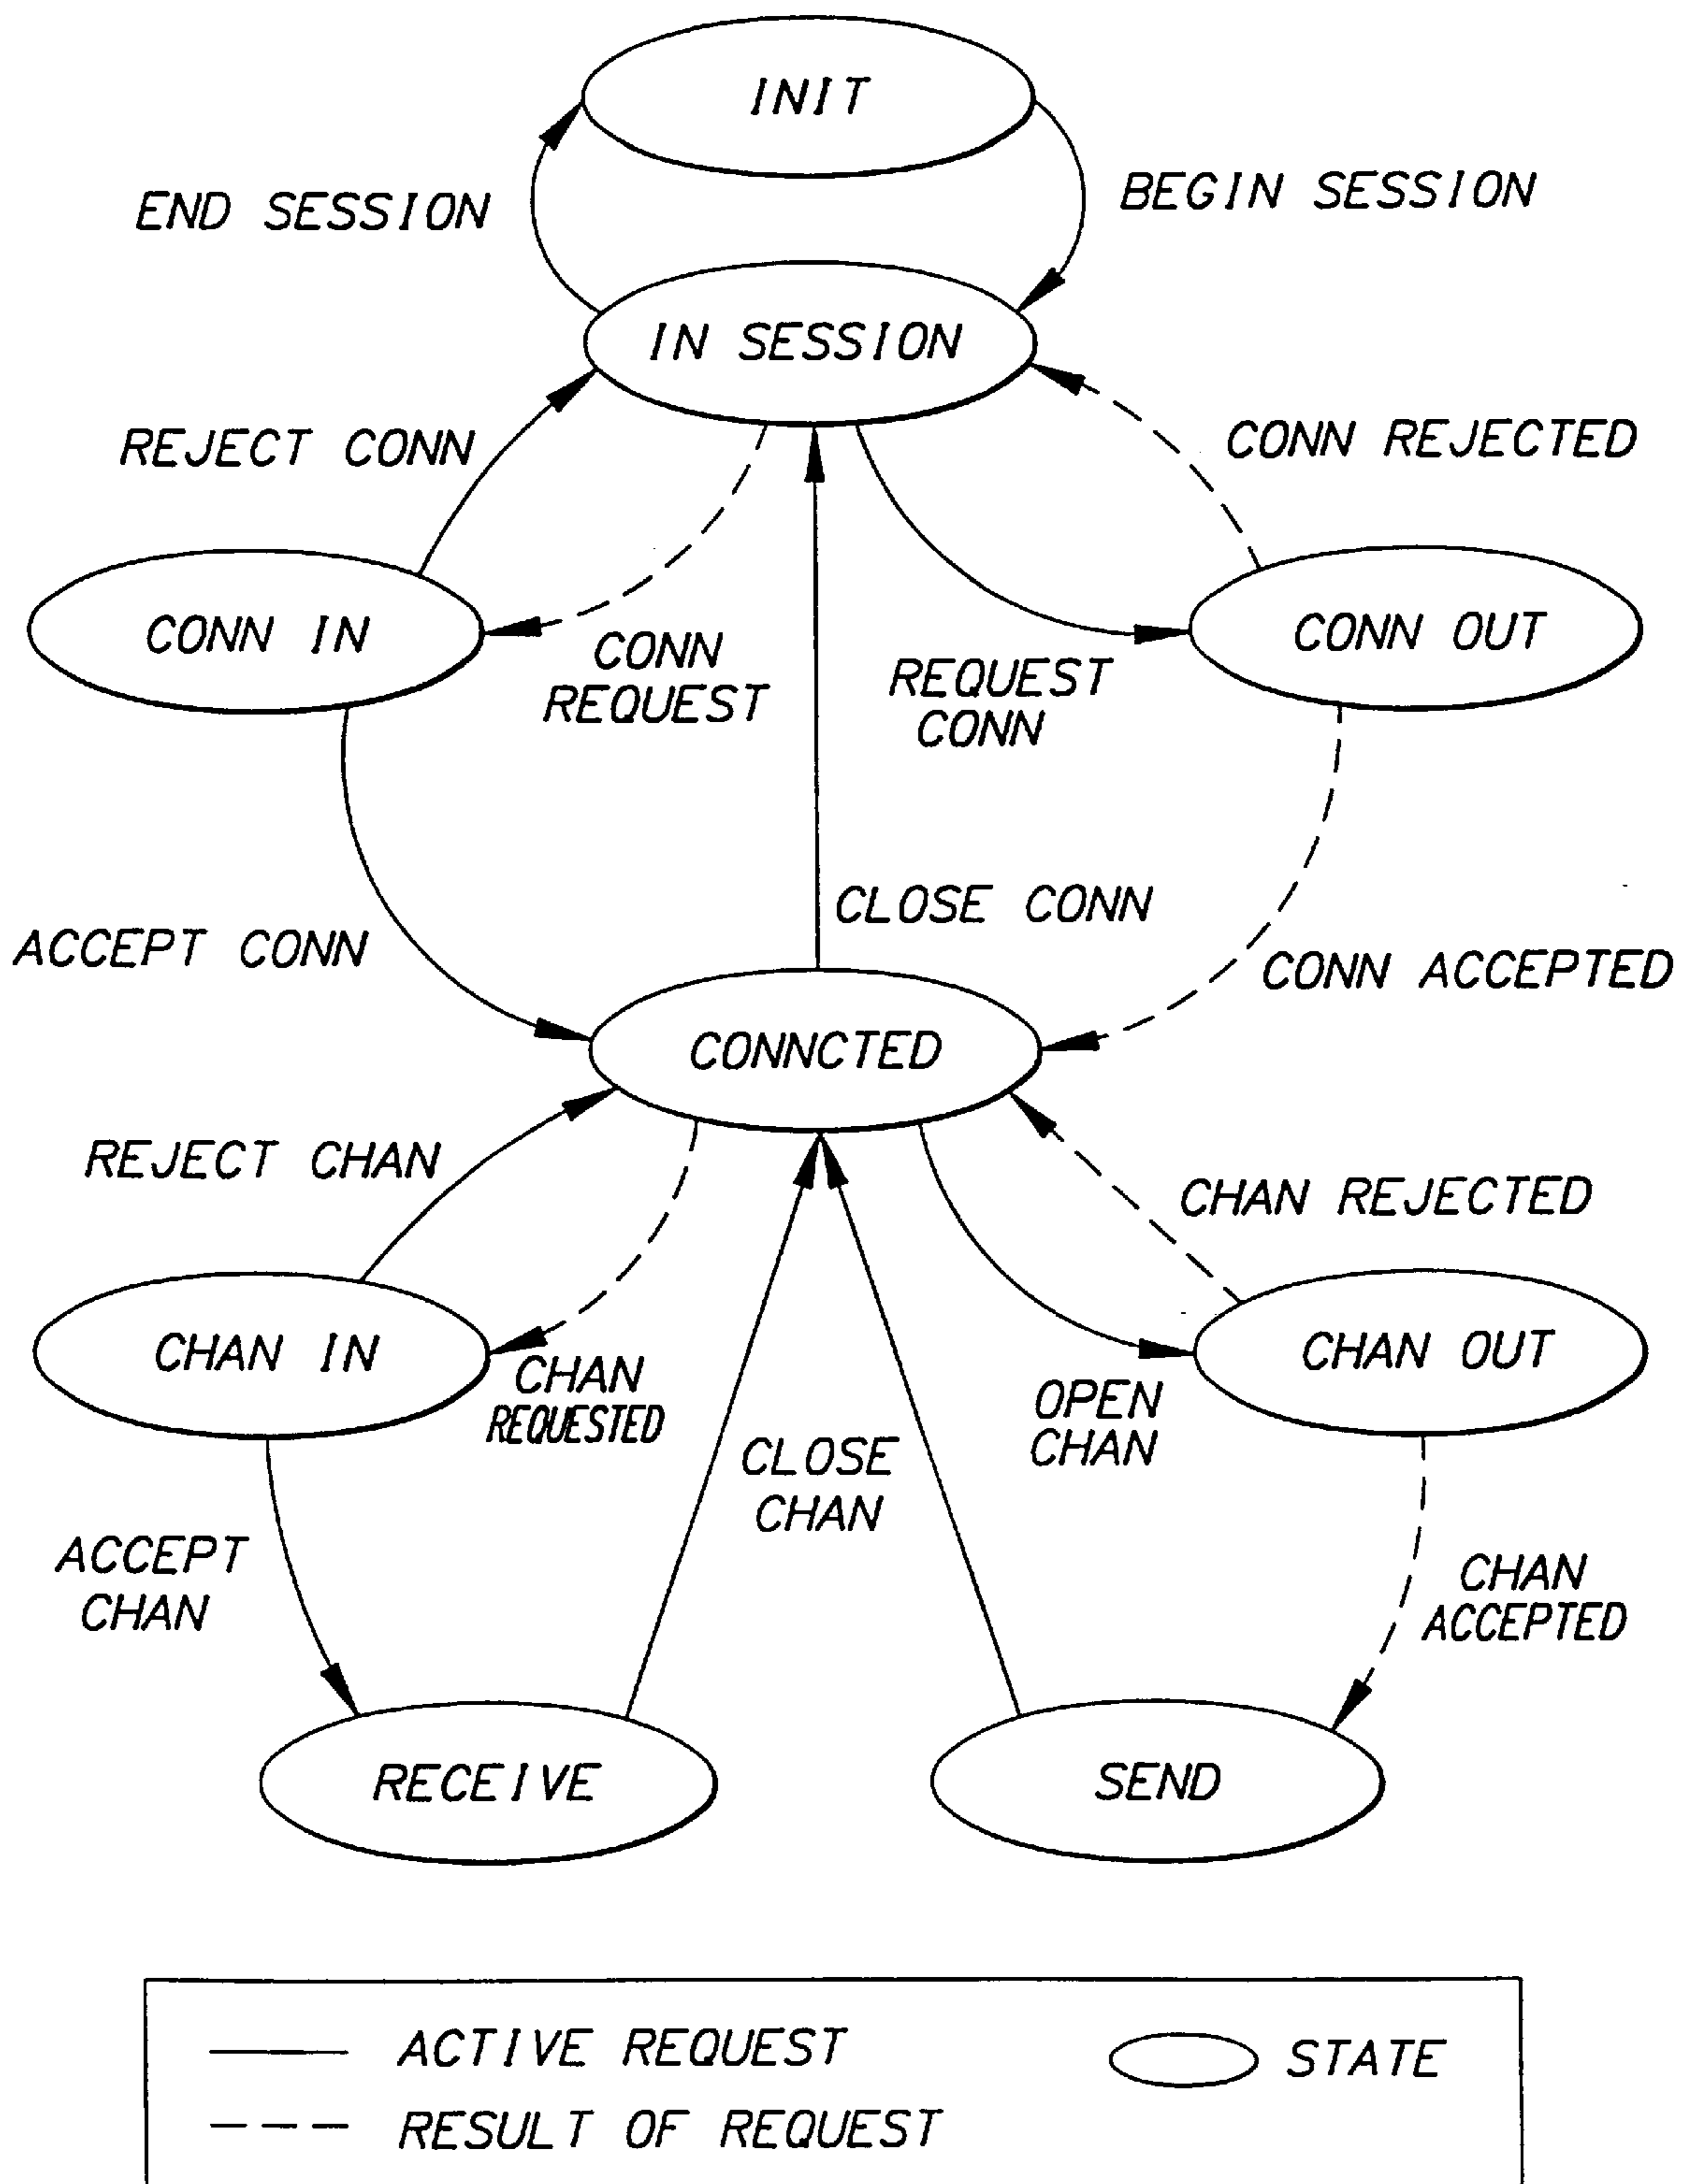 INIT
END SESSION
BEGIN SESSION
IN SESSION
REJECT CONN
CONN REJECTED
CONN IN
CONN
REQUEST
REQUEST
CONN
CONN OUT
ACCEPT CONN
CLOSE CONN
CONN ACCEPTED
CONNCTED
REJECT CHAN
CHAN REJECTED
CHAN IN
CHAN
REQUESTED
OPEN
CHAN
CHAN OUT
CLOSE
CHAN
ACCEPT
CHAN
CHAN
ACCEPTED
RECEIVE
SEND
ACTIVE REQUEST
STATE
RESULT OF REQUEST